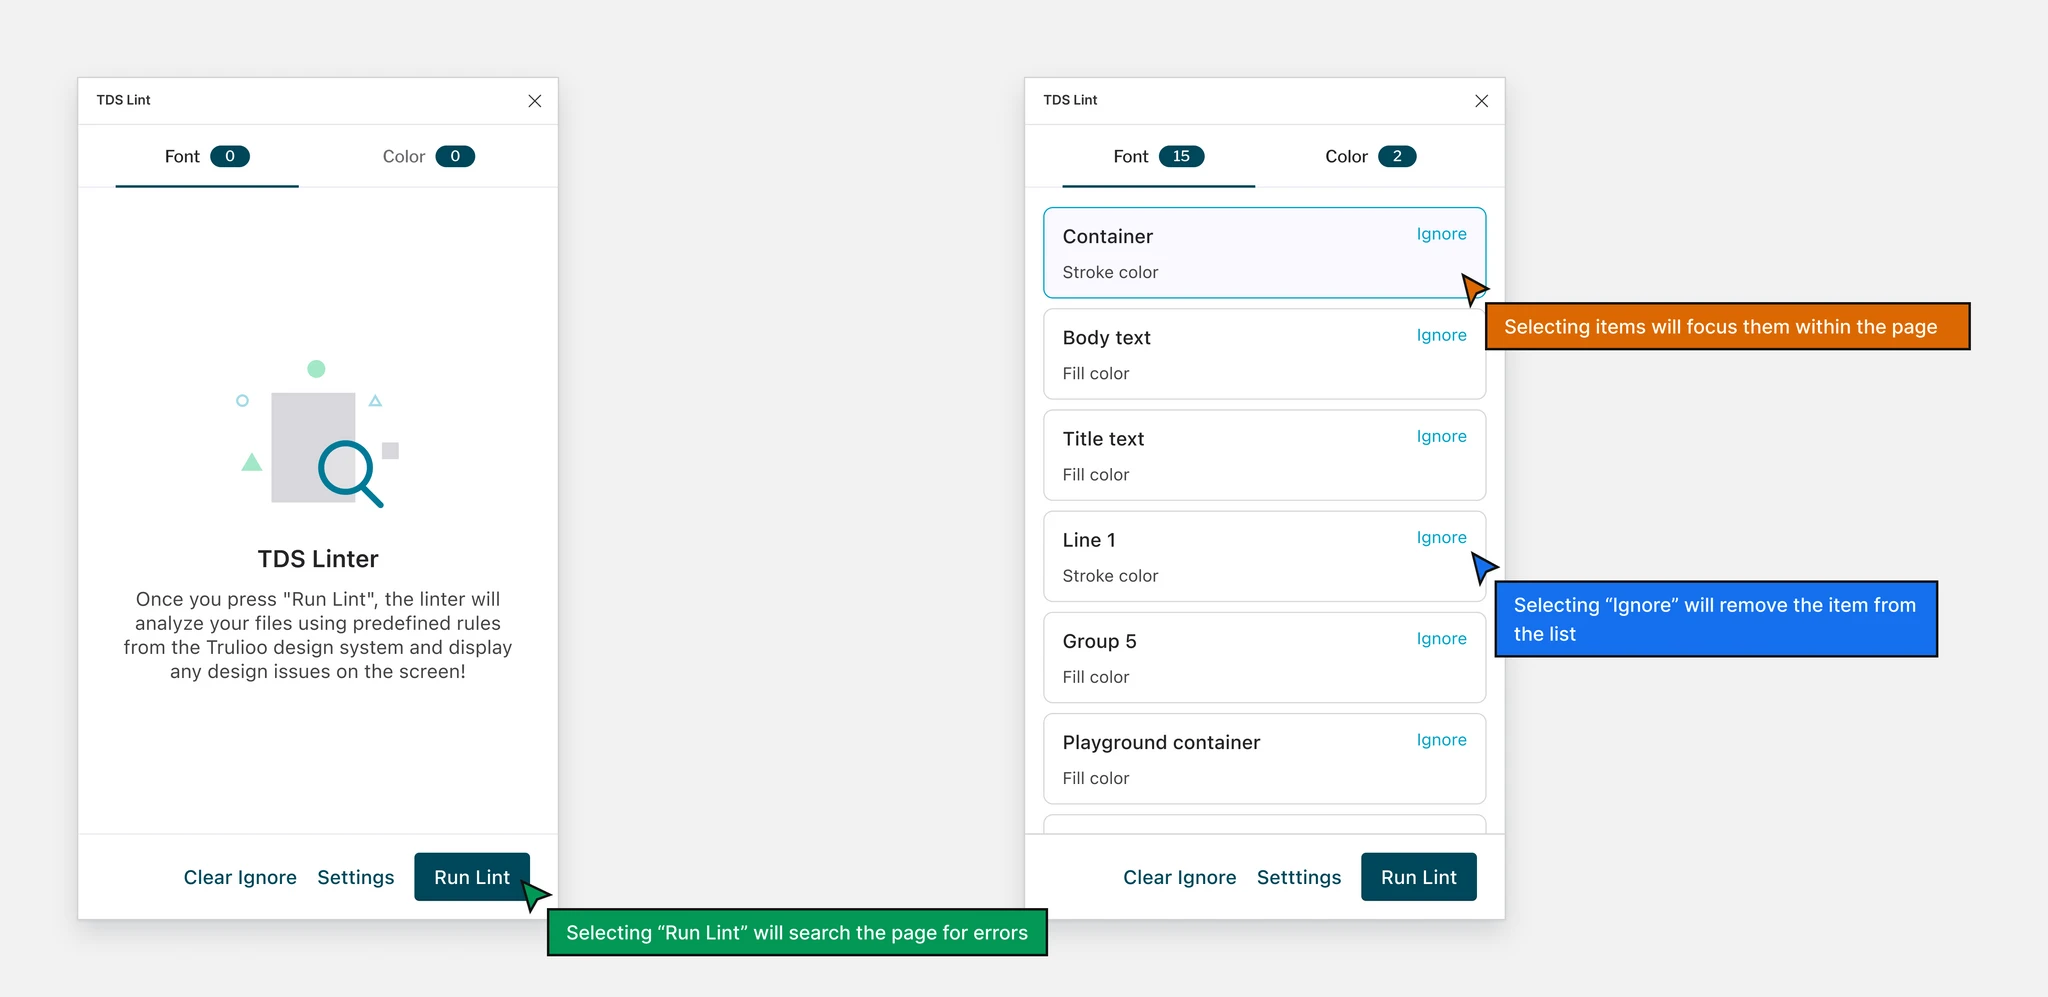 TDS Lint
Font 0
Color 0
TDS Linter
Once you press "Run Lint", the linter will
analyze your files using predefined rules
from the Trulioo design system and display
any design issues on the screen!
Clear Ignore
Settings
Run Lint
Selecting “Run Lint” will search the page for errors
TDS Lint
Font 15
Color 2
Container
Ignore
Stroke color
Selecting items will focus them within the page
Body text
Ignore
Fill color
Title text
Ignore
Fill color
Line 1
Ignore
Stroke color
Selecting “Ignore” will remove the item from
the list
Group 5
Ignore
Fill color
Playground container
Ignore
Fill color
Clear Ignore
Setttings
Run Lint